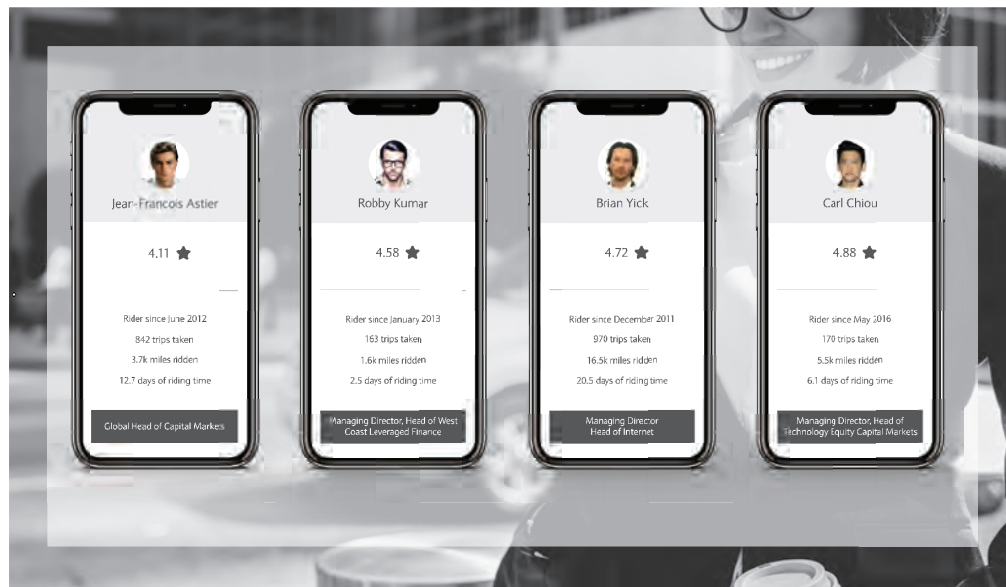 Jean-Francois Astier
4.11
Rider since June 2012
842 trips taken
3.7k miles ridden
12.7 days of riding time
Global Head of Capital Markets
Robby Kumar
4.58
Rider since January 2013
163 trips taken
1.6k miles ridden
2.5 days of riding time
Managing Director, Head of West
Coast Leveraged Finance
Brian Yick
4.72
Rider since December 2011
970 trips taken
16.5k miles ridden
20.5 days of riding time
Managing Director
Head of Internet
Carl Chiou
4.88
Rider since May 2016
170 trips taken
5.5k miles ridden
6.1 days of riding time
Managing Director, Head of
Technology Equity Capital Markets